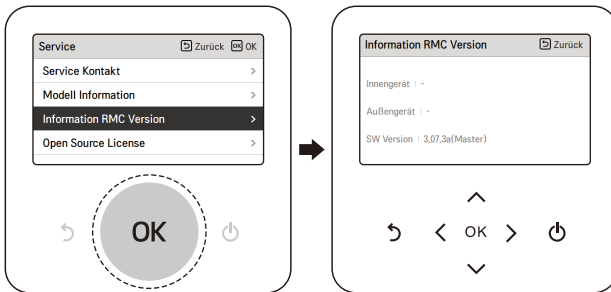 Service
Zurück OK OK
Service Kontakt
Modell Information
Information RMC Version
Open Source License
OK
Information RMC Version
Zurück
Innengerät | -
Außengerät | -
SW Version | 3,07,3a(Master)
OK